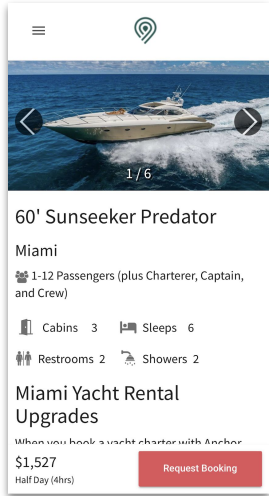 1 / 6
60' Sunseeker Predator
Miami
1-12 Passengers (plus Charterer, Captain,
and Crew)
Cabins 3 Sleeps 6
Restrooms 2 Showers 2
Miami Yacht Rental
Upgrades
When you book a yacht charter with Anchor
$1,527
Half Day (4hrs)
Request Booking